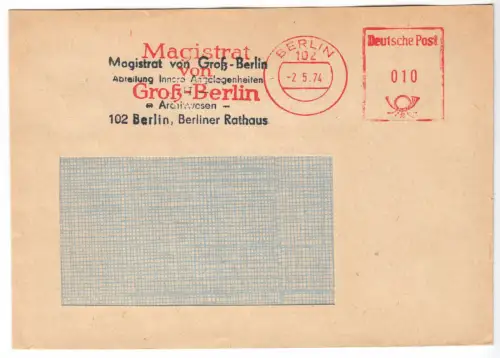 Magistrat
von
Groß-Berlin
Magistrat von Groß-Berlin
Abteilung Innere Angelegenheiten
Archivwesen
102 Berlin, Berliner Rathaus
BERLIN
102
-2.5.74
Deutsche Post
010